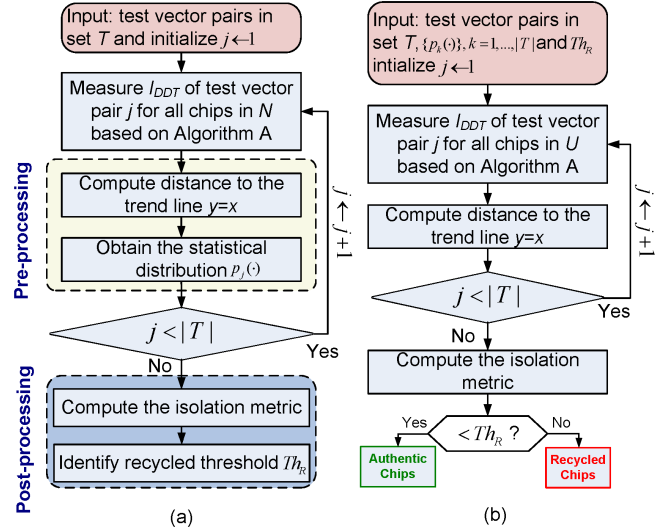 Input: test vector pairs in
set T and initialize j ← 1
Measure I_DDT of test vector
pair j for all chips in N
based on Algorithm A
Pre-processing
Compute distance to the
trend line y=x
Obtain the statistical
distribution p_j(·)
j ← j + 1
j < | T |
Yes
No
Post-processing
Compute the isolation metric
Identify recycled threshold Th_R
(a)
Input: test vector pairs in
set T, {p_k(·)}, k = 1,...,| T | and Th_R
intialize j ← 1
Measure I_DDT of test vector
pair j for all chips in U
based on Algorithm A
Compute distance to the
trend line y=x
j ← j + 1
j < | T |
Yes
No
Compute the isolation
metric
< Th_R ?
Yes
No
Authentic
Chips
Recycled
Chips
(b)